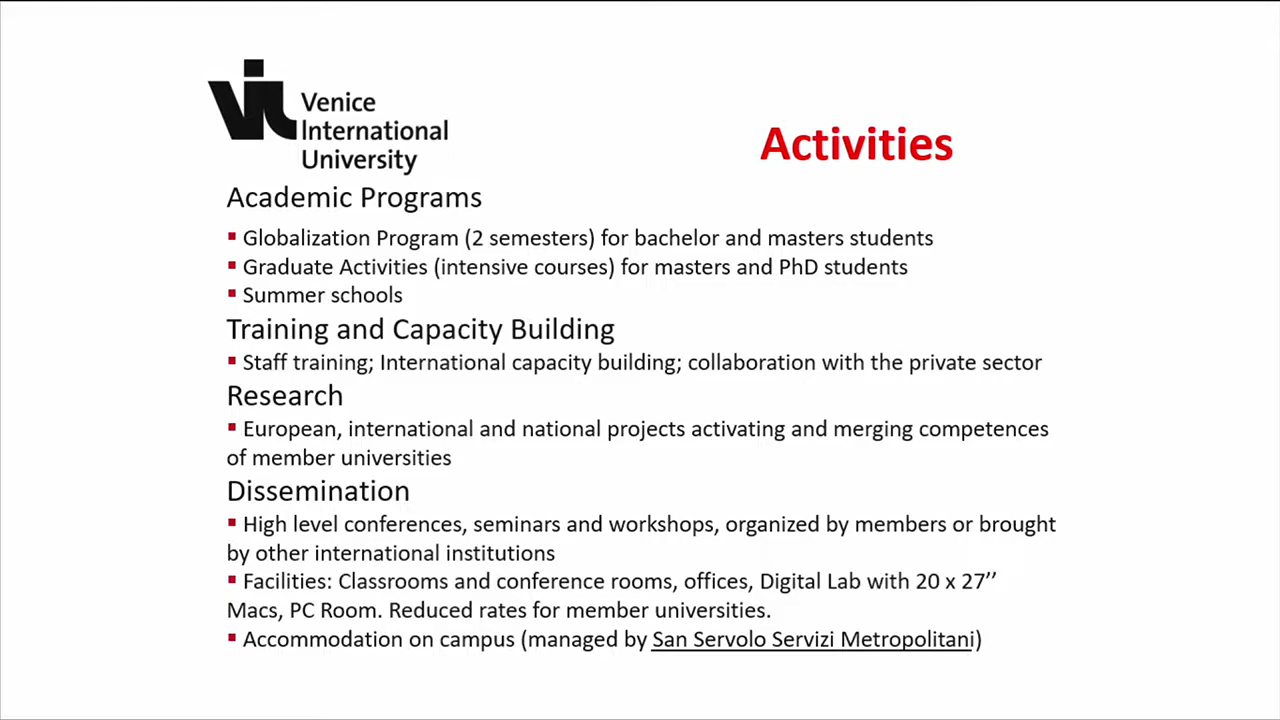 Venice
International
University
Activities
Academic Programs
▪ Globalization Program (2 semesters) for bachelor and masters students
▪ Graduate Activities (intensive courses) for masters and PhD students
▪ Summer schools
Training and Capacity Building
▪ Staff training; International capacity building; collaboration with the private sector
Research
▪ European, international and national projects activating and merging competences
of member universities
Dissemination
▪ High level conferences, seminars and workshops, organized by members or brought
by other international institutions
▪ Facilities: Classrooms and conference rooms, offices, Digital Lab with 20 x 27’’
Macs, PC Room. Reduced rates for member universities.
▪ Accommodation on campus (managed by San Servolo Servizi Metropolitani)